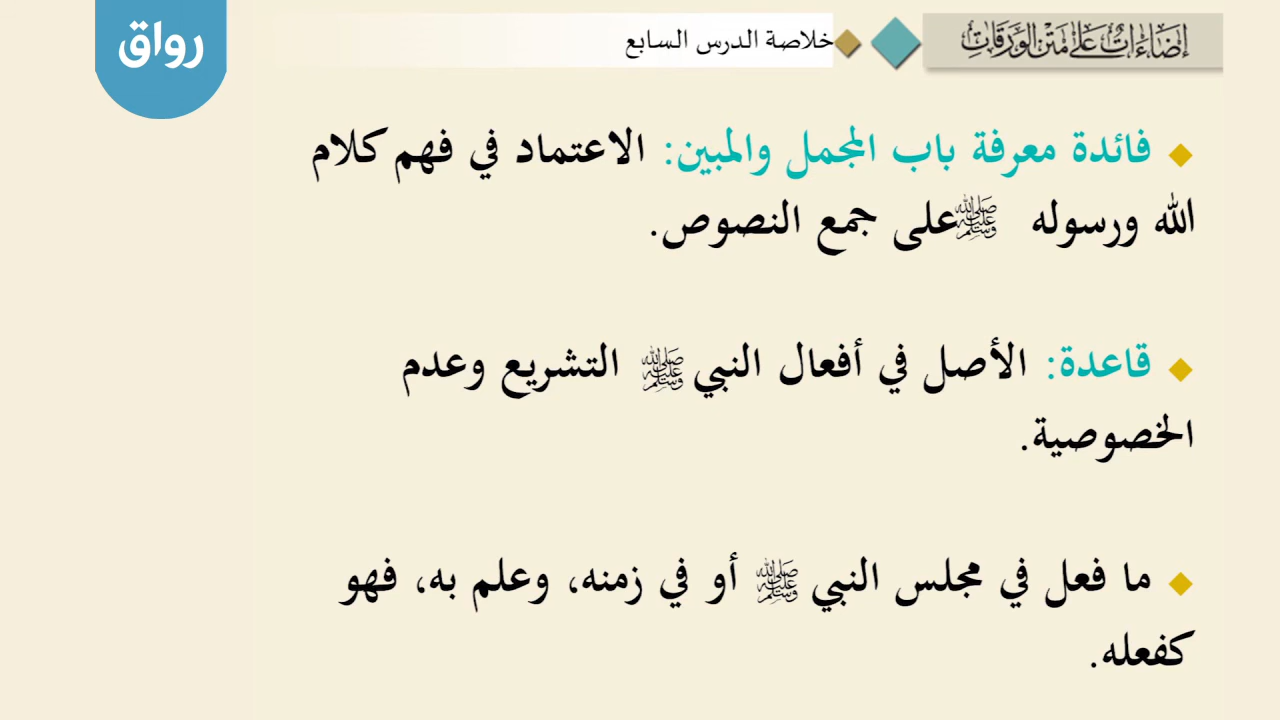 رواق
إضاءات على متن الورقات
خلاصة الدرس السابع
فائدة معرفة باب المجمل والمبين: الاعتماد في فهم كلام
الله ورسوله ﷺ على جمع النصوص.
قاعدة: الأصل في أفعال النبي ﷺ التشريع وعدم
الخصوصية.
ما فعل في مجلس النبي ﷺ أو في زمنه، وعلم به، فهو
كفعله.